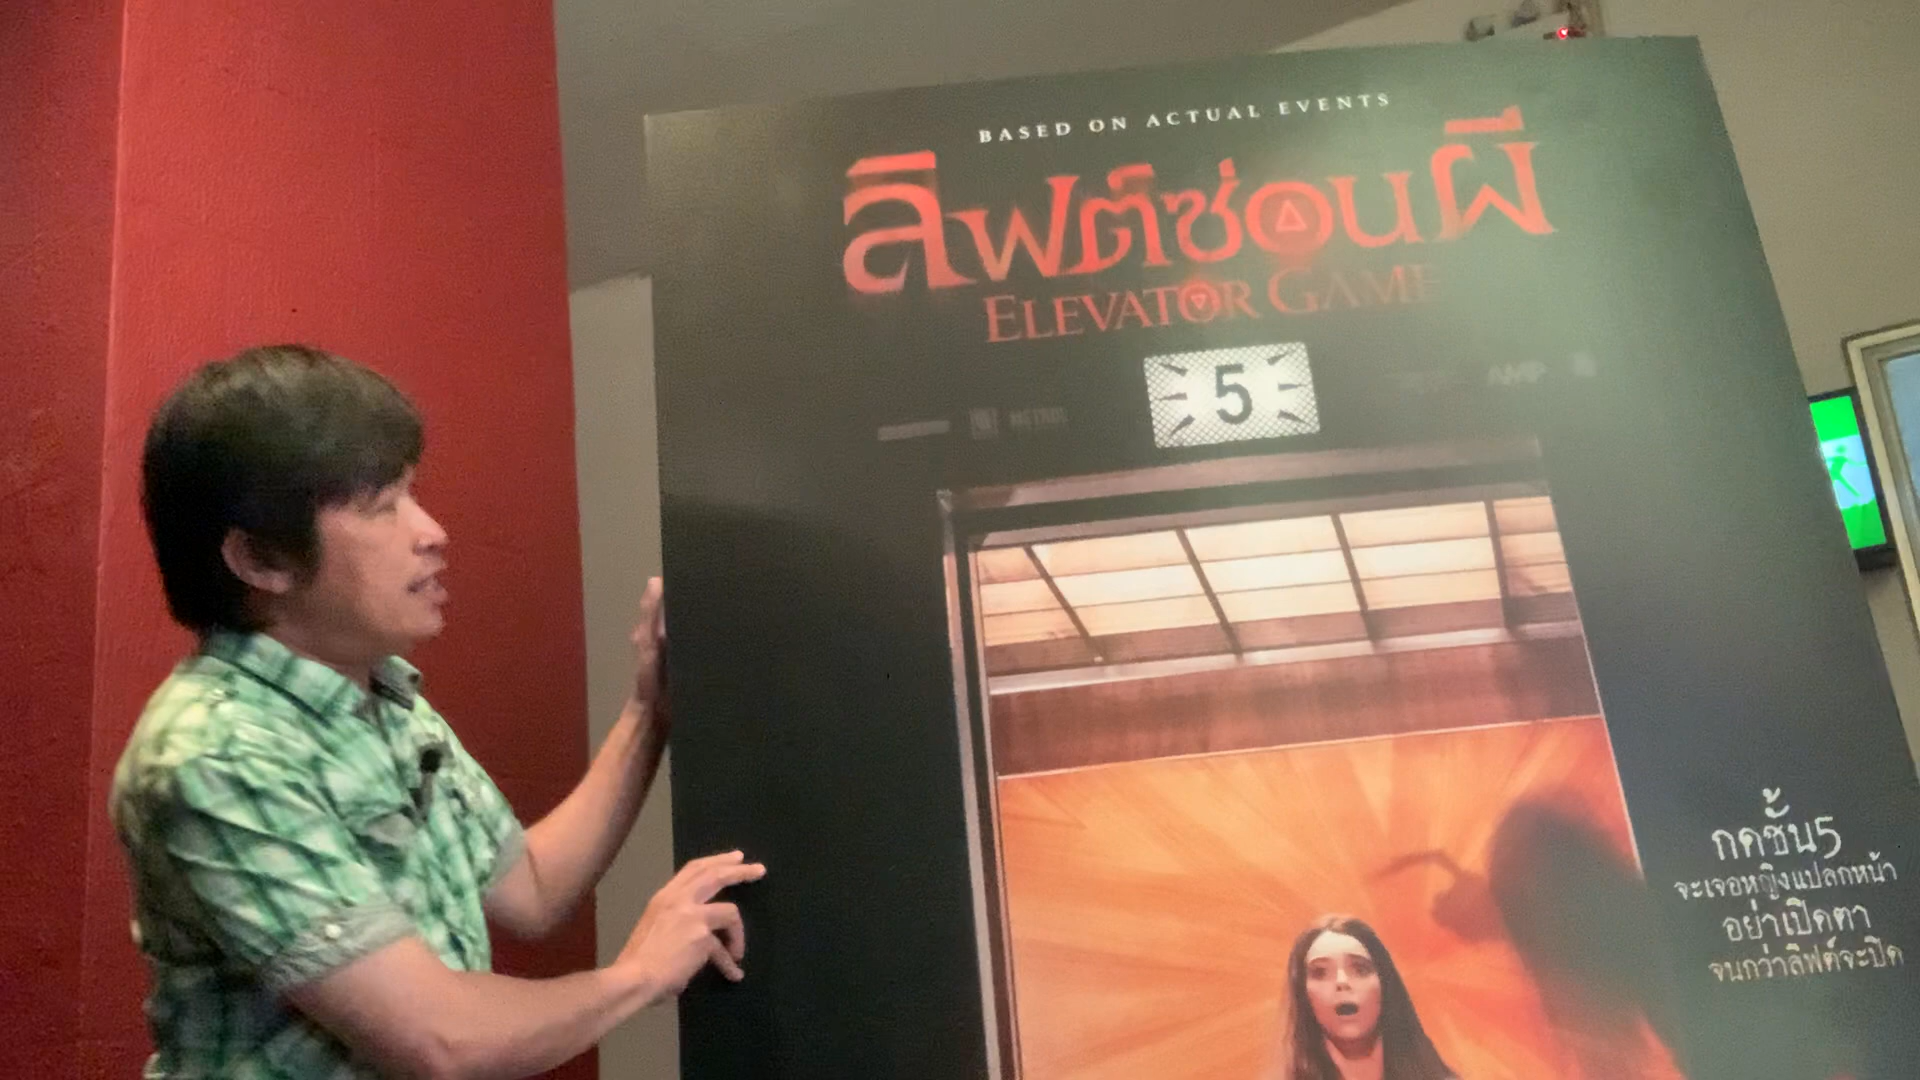 BASED ON ACTUAL EVENTS
ลิฟต์ซ่อนผี
ELEVATOR GAME
5
AMP
กดชั้น5
จะเจอหญิงแปลกหน้า
อย่าเปิดตา
จนกว่าลิฟต์จะปิด